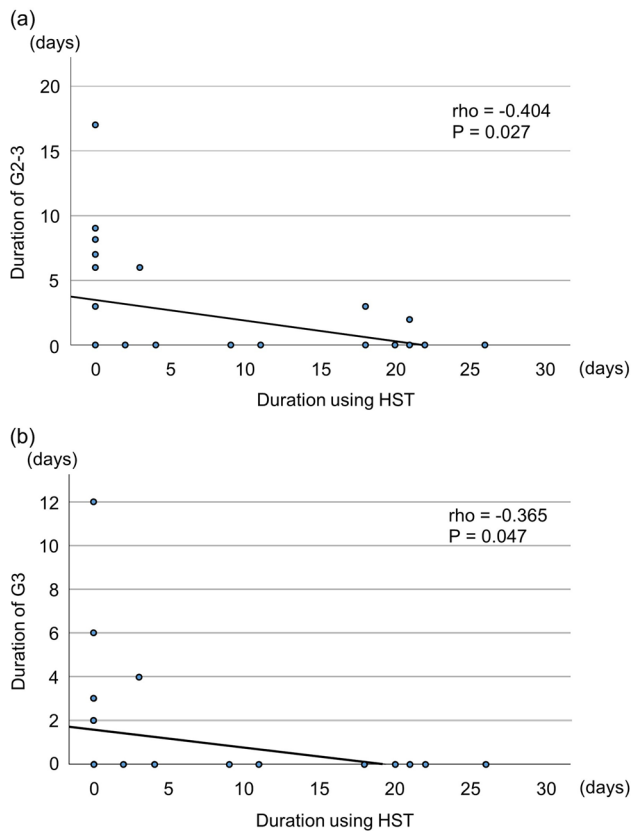 (a)
(days)
20
15
10
5
0
Duration of G2-3
rho = -0.404
P = 0.027
0 5 10 15 20 25 30 (days)
Duration using HST
(b)
(days)
12
10
8
6
4
2
0
Duration of G3
rho = -0.365
P = 0.047
0 5 10 15 20 25 30 (days)
Duration using HST